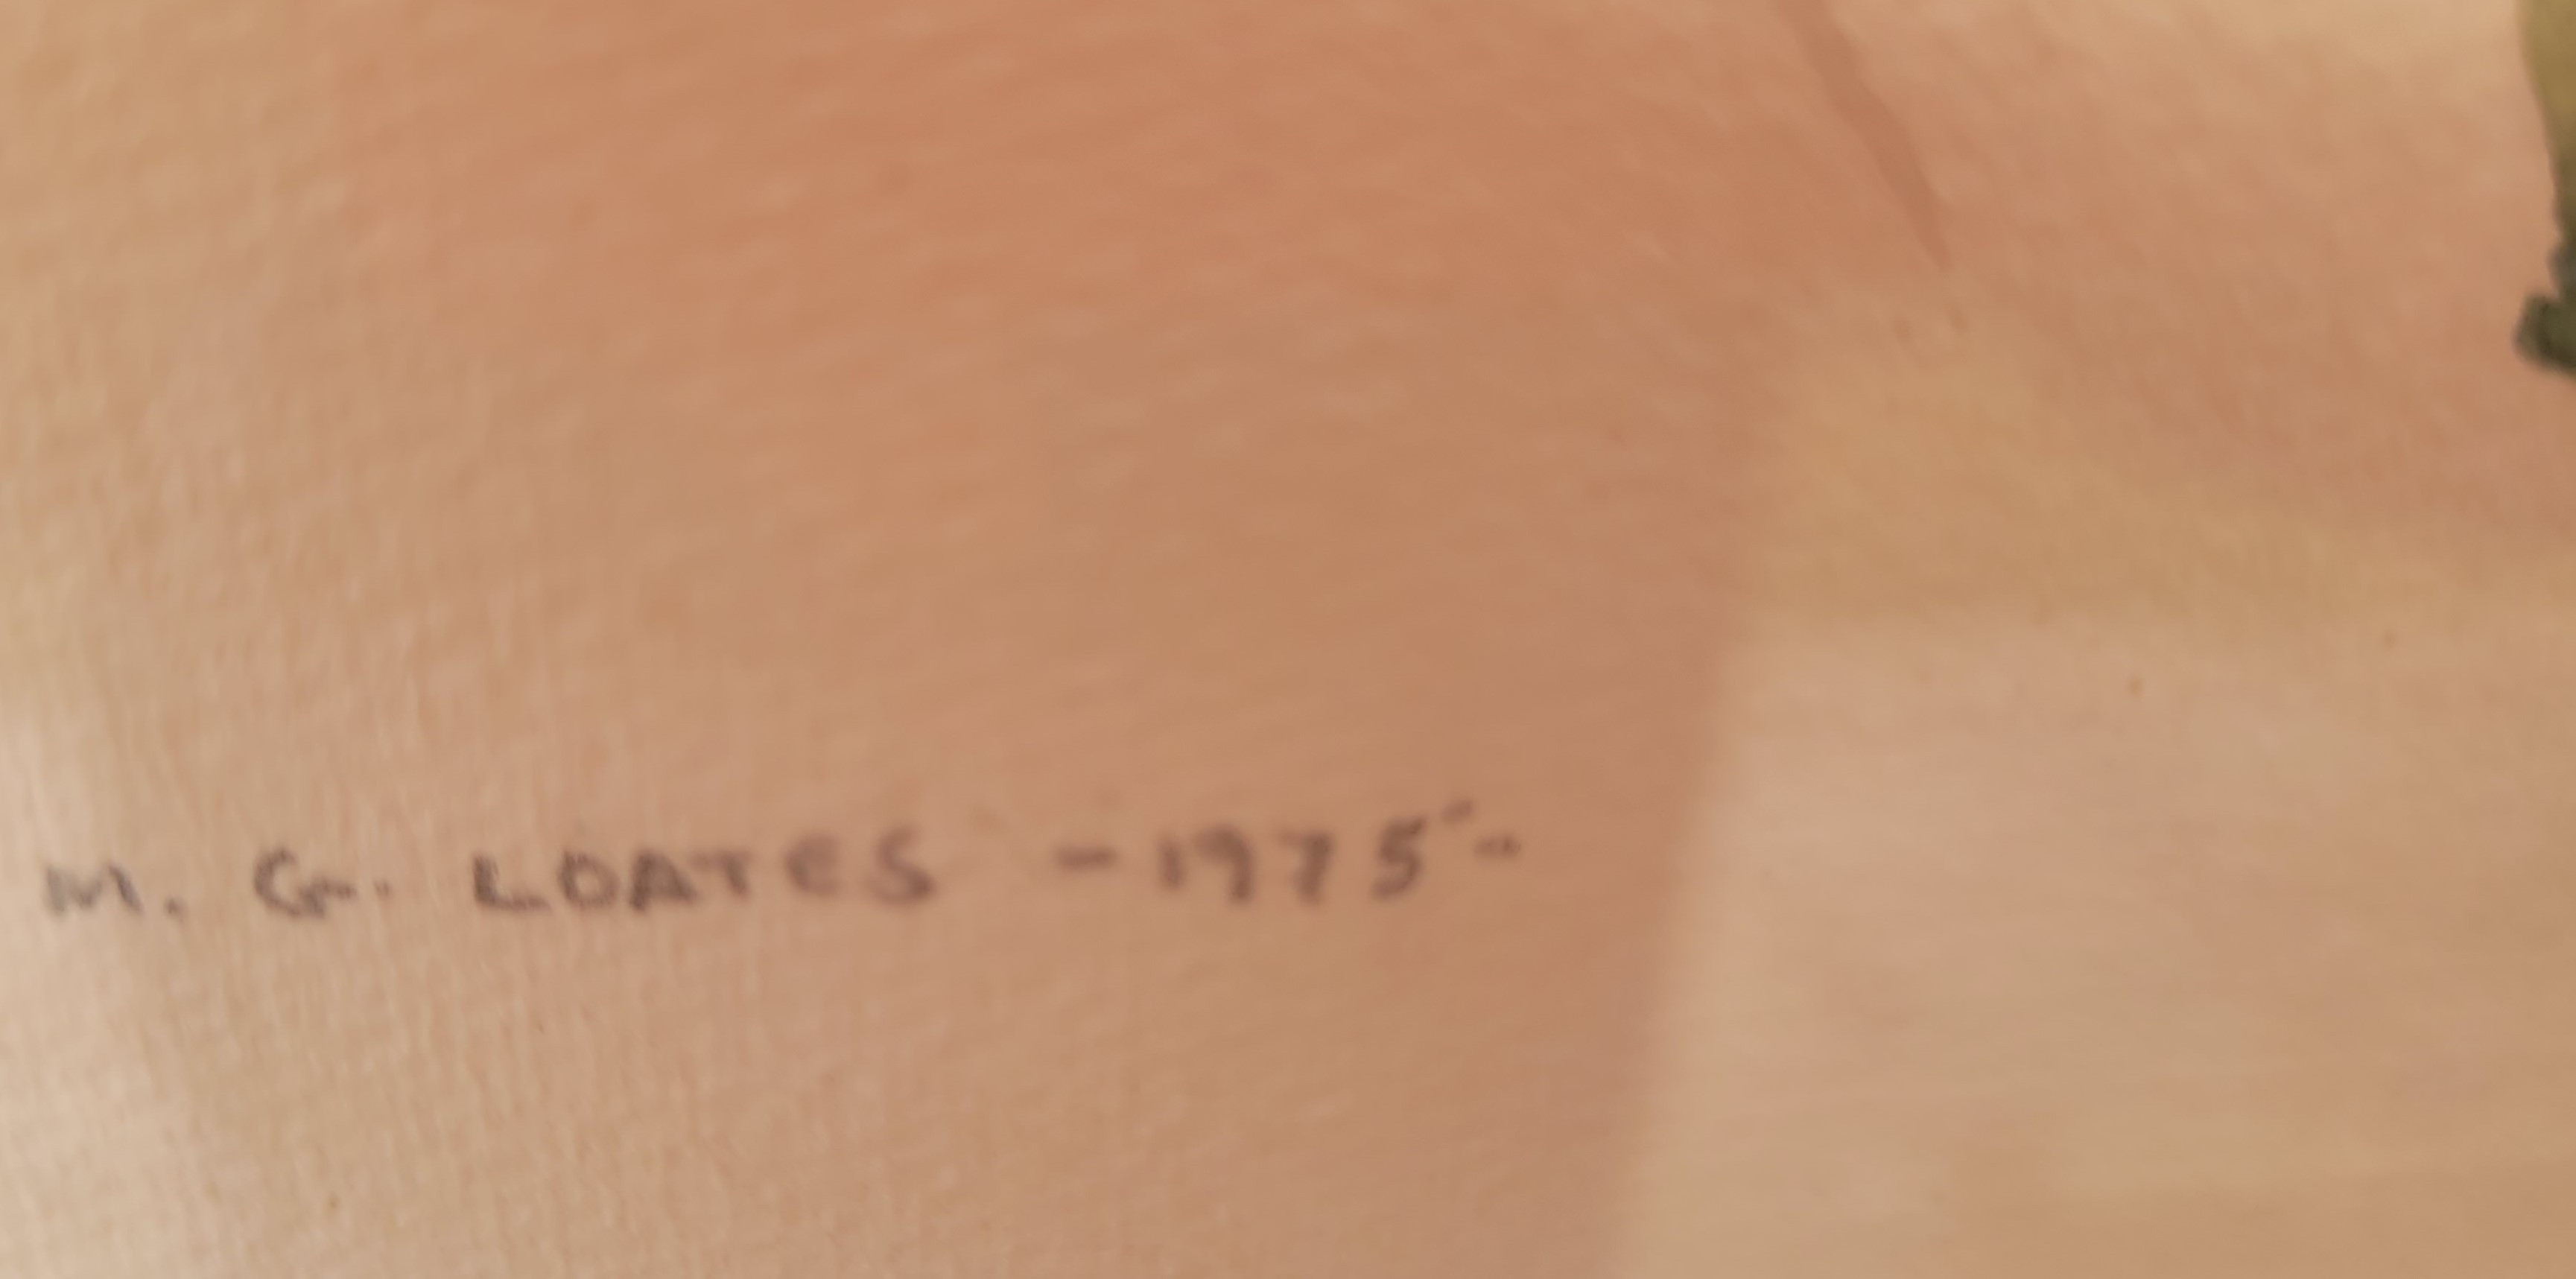 M. G. LOATES -1975-